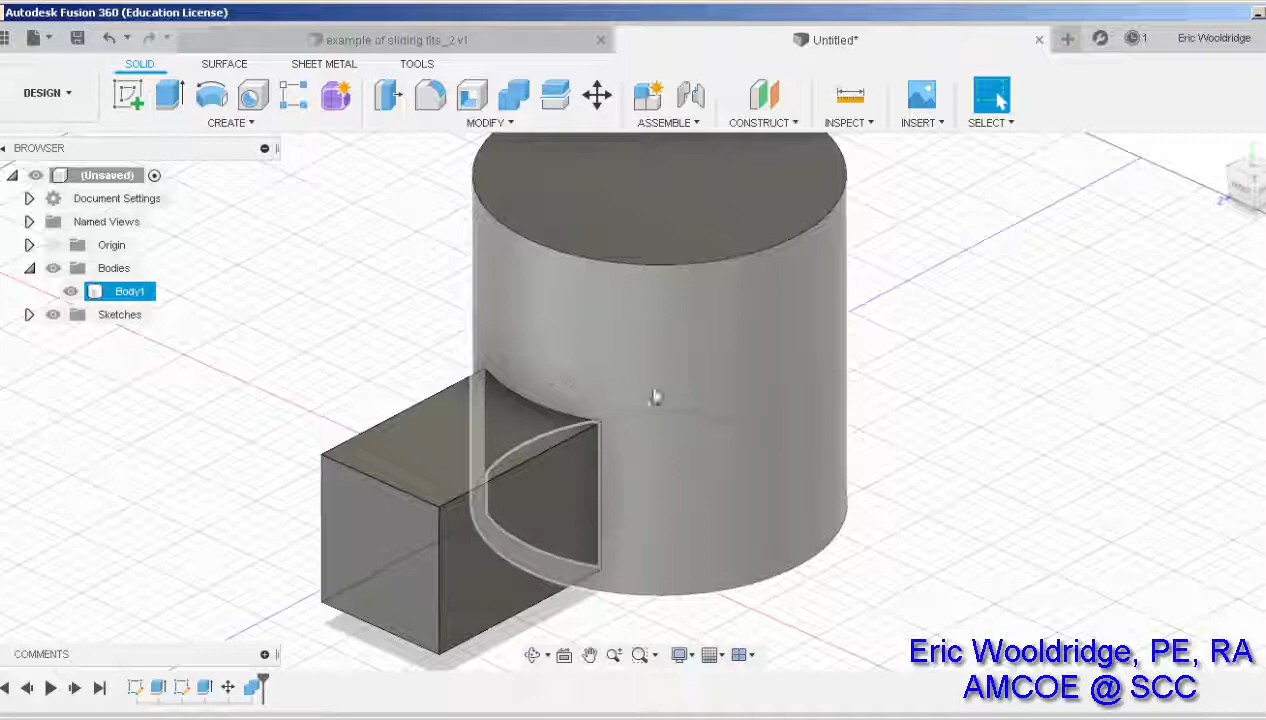 Autodesk Fusion 360 (Education License)
example of sliding fits_2 v1
Untitled*
1
Eric Wooldridge
SOLID
SURFACE
SHEET METAL
TOOLS
DESIGN
CREATE
MODIFY
ASSEMBLE
CONSTRUCT
INSPECT
INSERT
SELECT
BROWSER
(Unsaved)
Document Settings
Named Views
Origin
Bodies
Body1
Sketches
Z
COMMENTS
Eric Wooldridge, PE, RA
AMCOE @ SCC